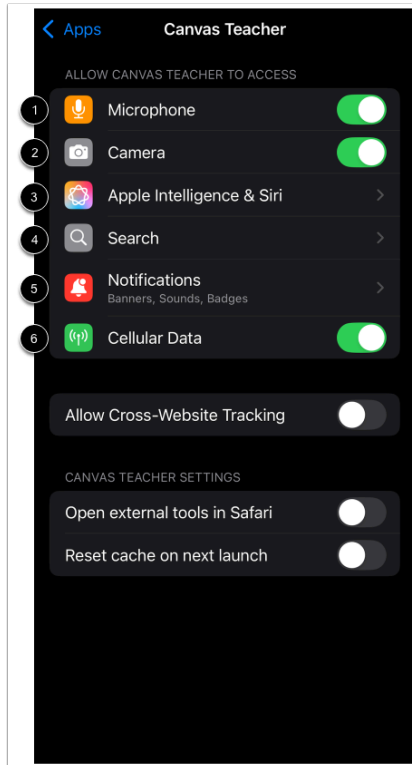 Apps
Canvas Teacher
ALLOW CANVAS TEACHER TO ACCESS
1 Microphone
2 Camera
3 Apple Intelligence & Siri
4 Search
5 Notifications
Banners, Sounds, Badges
6 Cellular Data
Allow Cross-Website Tracking
CANVAS TEACHER SETTINGS
Open external tools in Safari
Reset cache on next launch